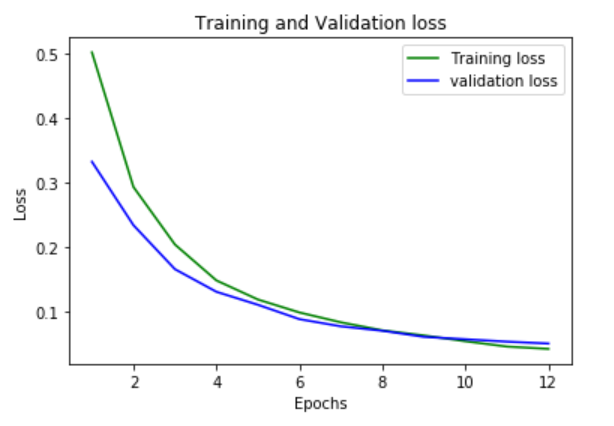 Training and Validation loss
Training loss
validation loss
Loss
0.5
0.4
0.3
0.2
0.1
2 4 6 8 10 12
Epochs